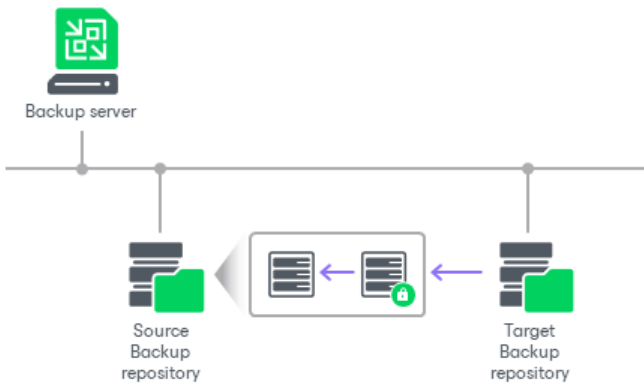 Backup server
Source
Backup
repository
Target
Backup
repository